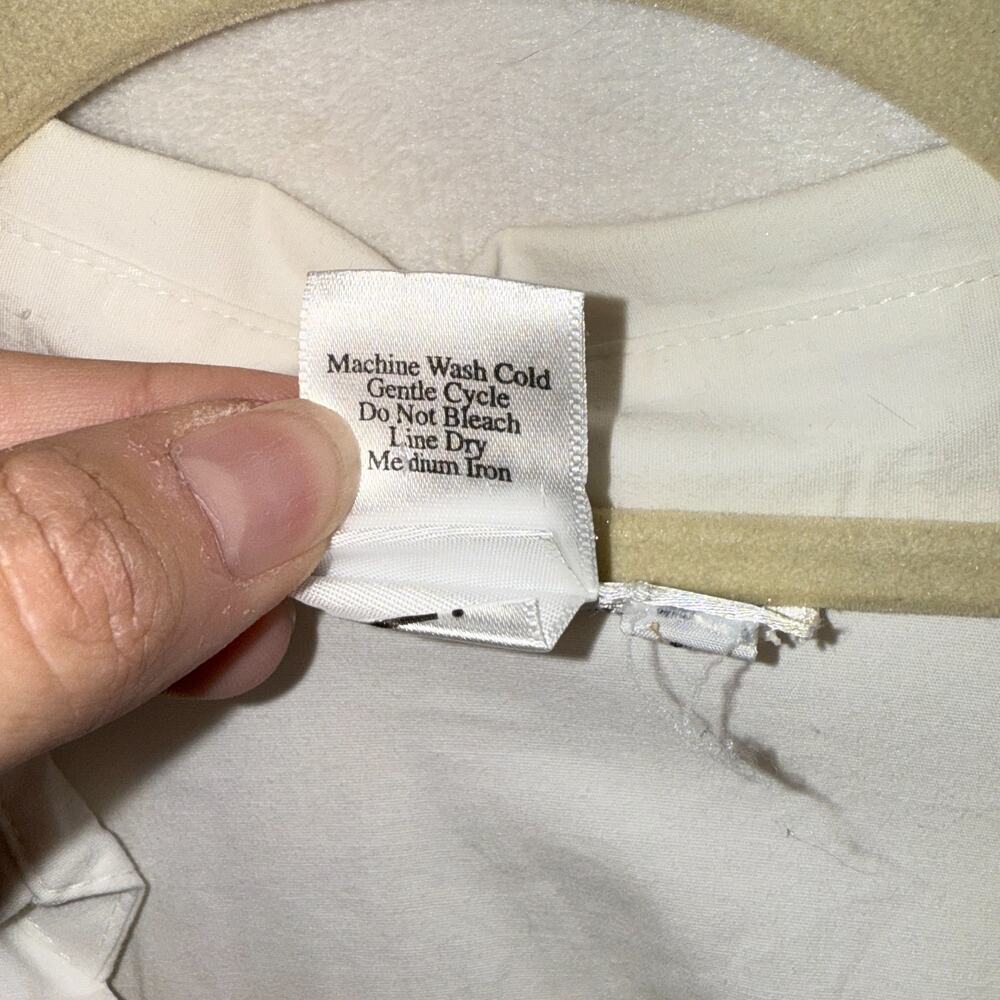 Machine Wash Cold
Gentle Cycle
Do Not Bleach
Line Dry
Medium Iron